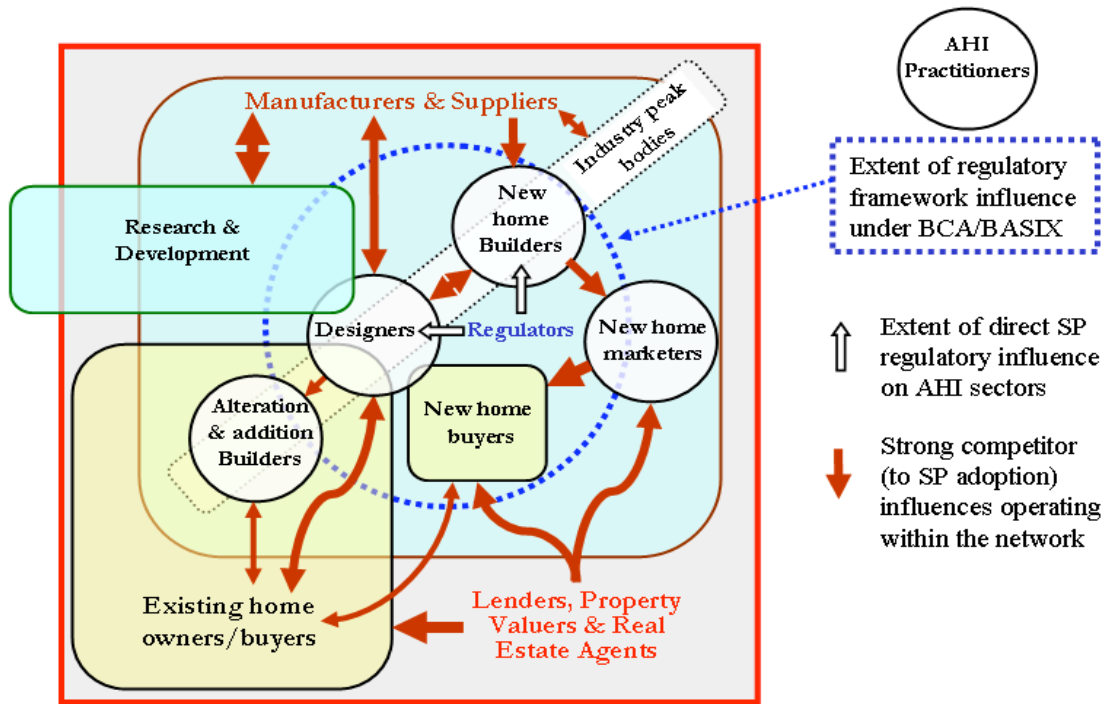 AHI
Practitioners
Manufacturers & Suppliers
Industry peak
bodies
Extent of regulatory
framework influence
under BCA/BASIX
New
home
Builders
Research &
Development
Designers
Regulators
New home
marketers
Extent of direct SP
regulatory influence
on AHI sectors
Alteration
& addition
Builders
New home
buyers
Strong competitor
(to SP adoption)
influences operating
within the network
Existing home
owners/buyers
Lenders, Property
Valuers & Real
Estate Agents